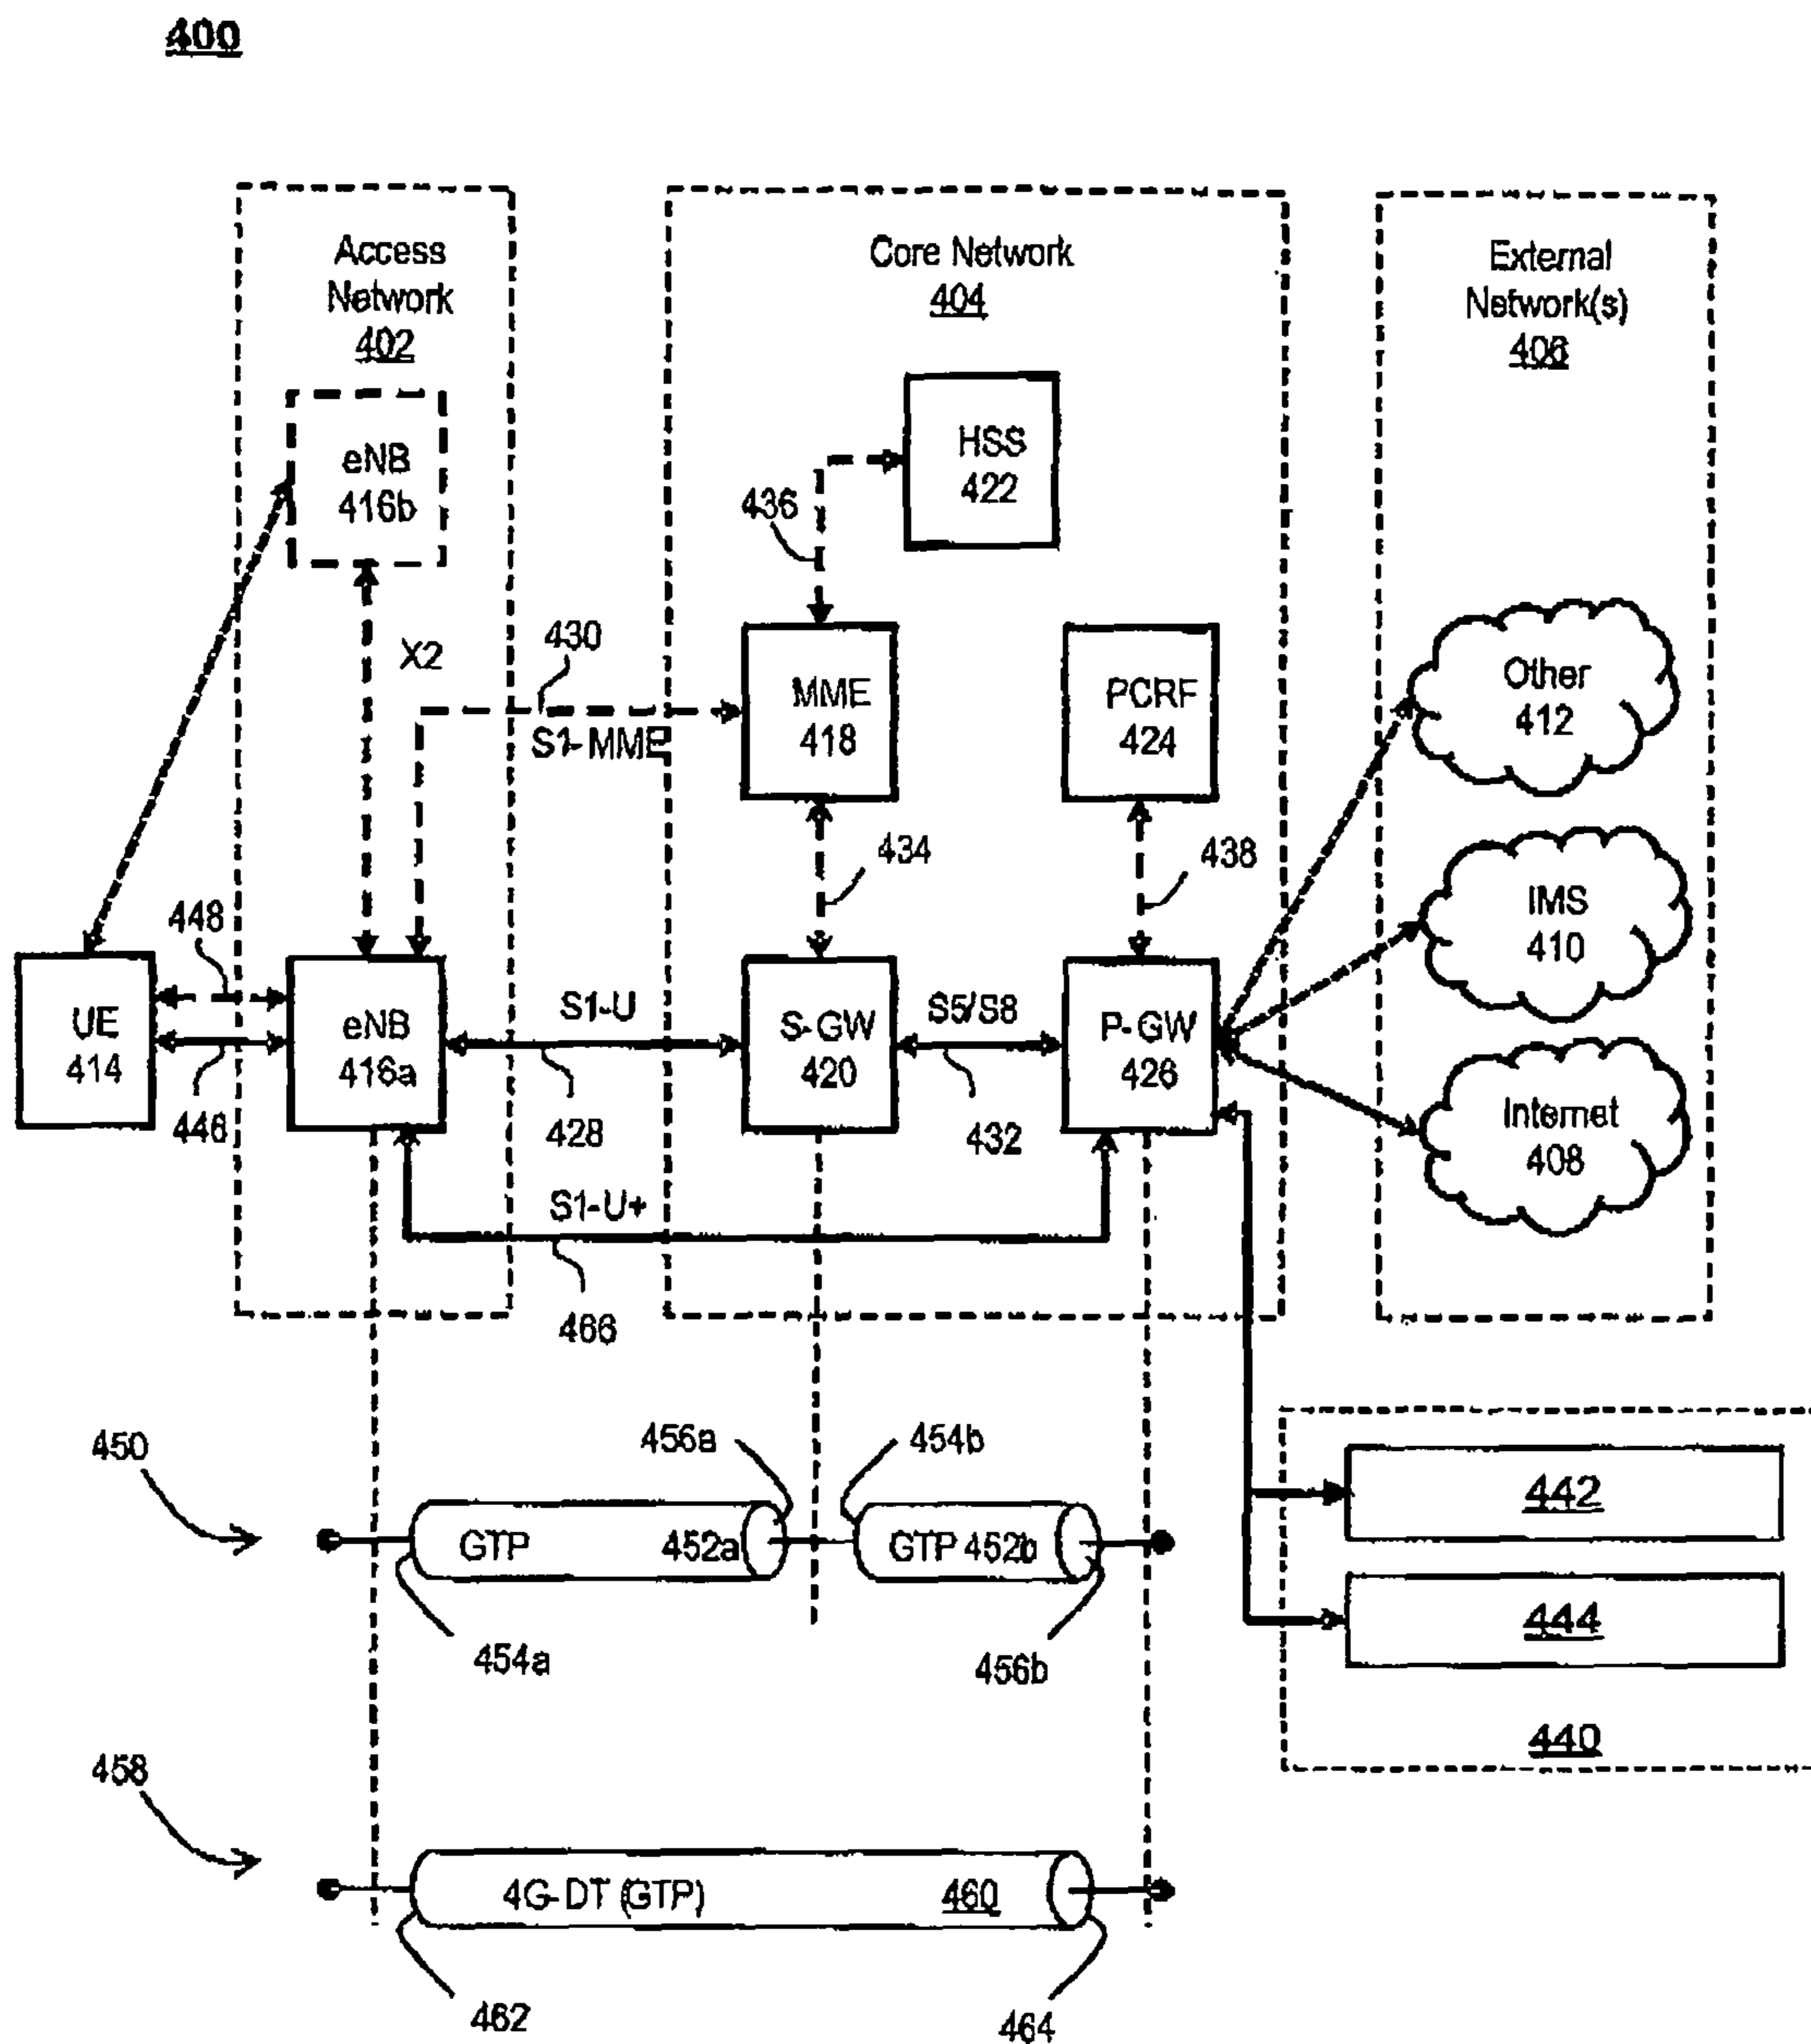 400
Access
Network
402
Core Network
404
External
Network(s)
406
eNB
416b
HSS
422
436
X2
430
S1-MME
MME
418
PCRF
424
Other
412
434
438
IMS
410
448
UE
414
446
eNB
416a
S1-U
428
S-GW
420
S5/S8
432
P-GW
426
Internet
408
S1-U+
466
450
456a
454b
GTP
452a
GTP 452b
454a
456b
442
444
440
458
4G-DT (GTP)
460
462
464